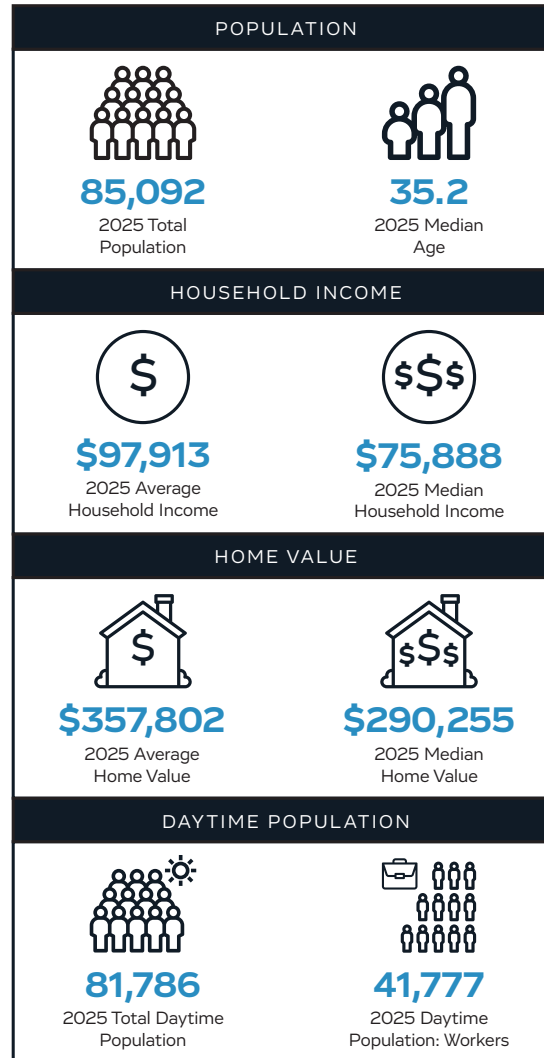 POPULATION
85,092
2025 Total
Population
35.2
2025 Median
Age
HOUSEHOLD INCOME
$
$97,913
2025 Average
Household Income
$$$
$75,888
2025 Median
Household Income
HOME VALUE
$
$357,802
2025 Average
Home Value
$$$
$290,255
2025 Median
Home Value
DAYTIME POPULATION
81,786
2025 Total Daytime
Population
41,777
2025 Daytime
Population: Workers